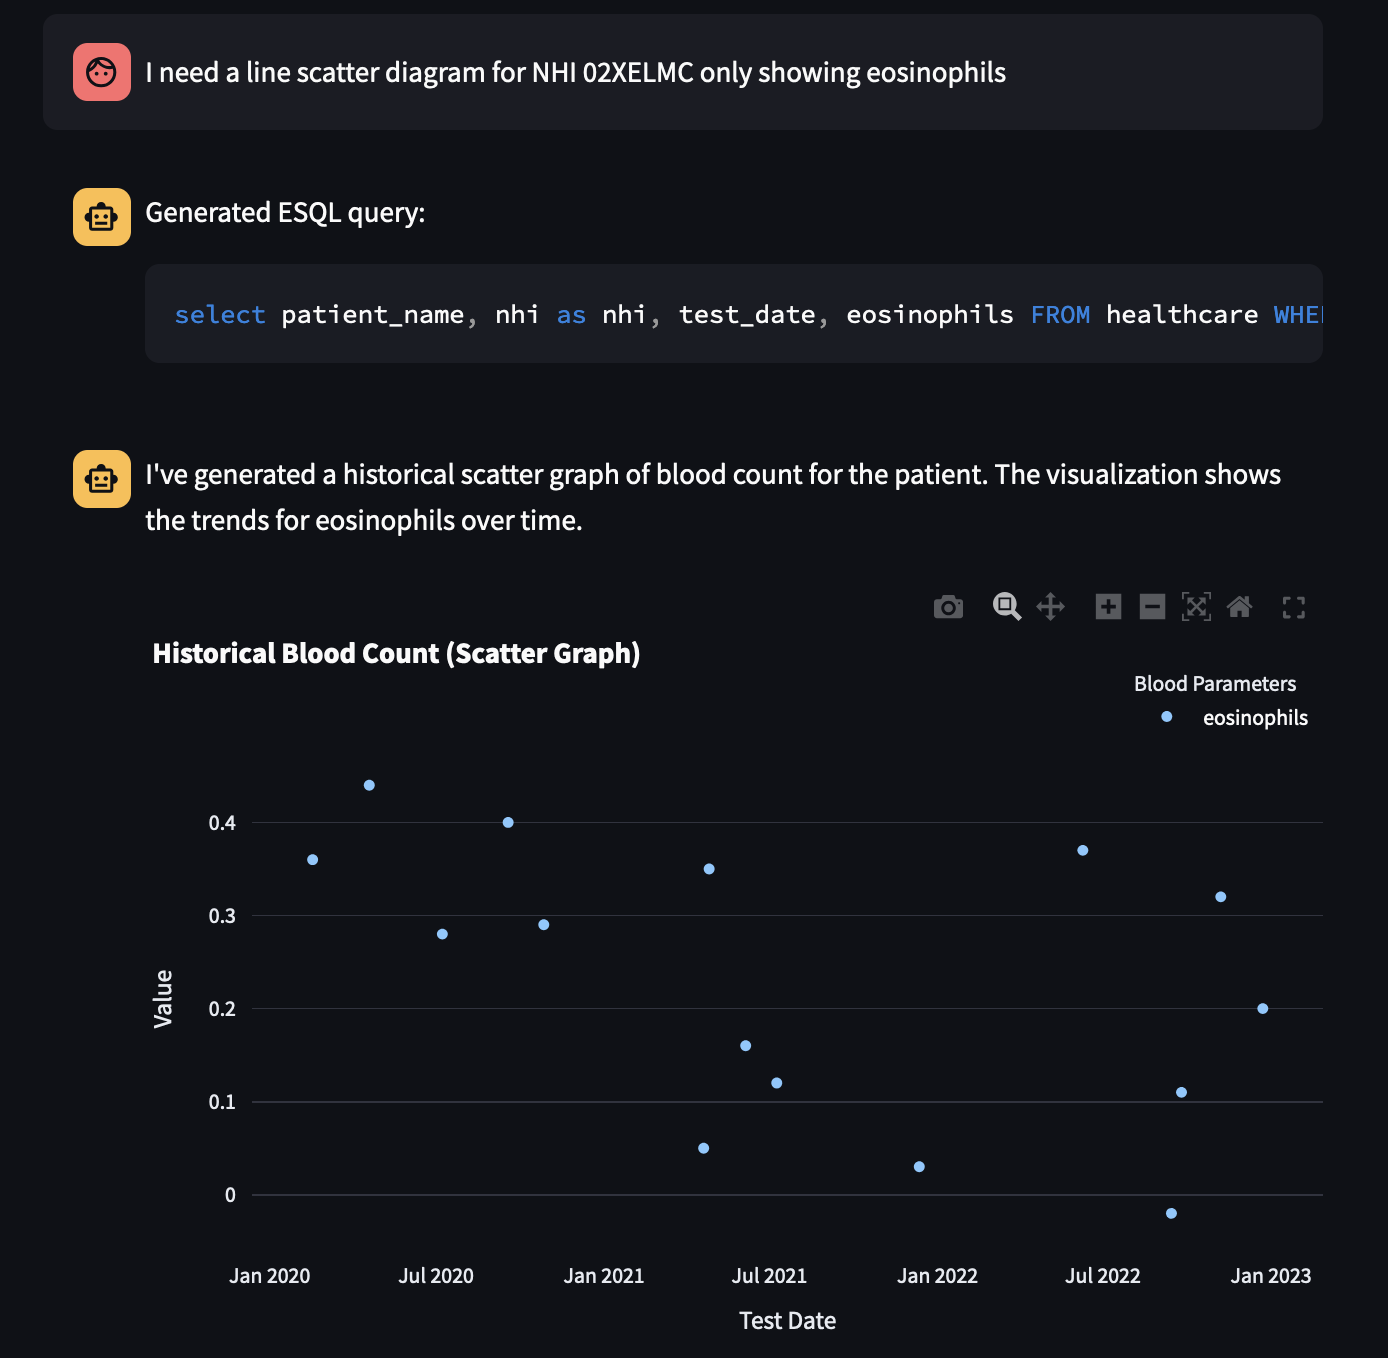 I need a line scatter diagram for NHI 02XELMC only showing eosinophils
Generated ESQL query:
select patient_name, nhi as nhi, test_date, eosinophils FROM healthcare
I've generated a historical scatter graph of blood count for the patient. The visualization shows
the trends for eosinophils over time.
Historical Blood Count (Scatter Graph)
Blood Parameters
eosinophils
0.4
0.3
0.2
0.1
0
Value
Jan 2020 Jul 2020 Jan 2021 Jul 2021 Jan 2022 Jul 2022 Jan 2023
Test Date